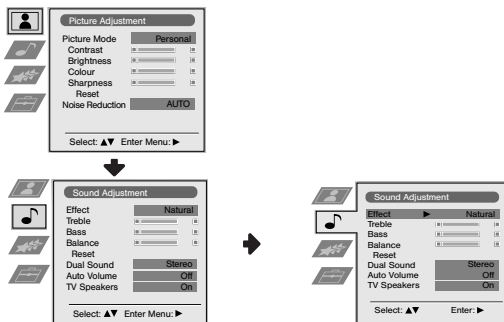 Picture Adjustment
Picture Mode Personal
Contrast
Brightness
Colour
Sharpness
Reset
Noise Reduction AUTO
Select: ▲▼ Enter Menu: ▶
Sound Adjustment
Effect Natural
Treble
Bass
Balance
Reset
Dual Sound Stereo
Auto Volume Off
TV Speakers On
Select: ▲▼ Enter Menu: ▶
Sound Adjustment
Effect ▶ Natural
Treble
Bass
Balance
Reset
Dual Sound Stereo
Auto Volume Off
TV Speakers On
Select: ▲▼ Enter: ▶